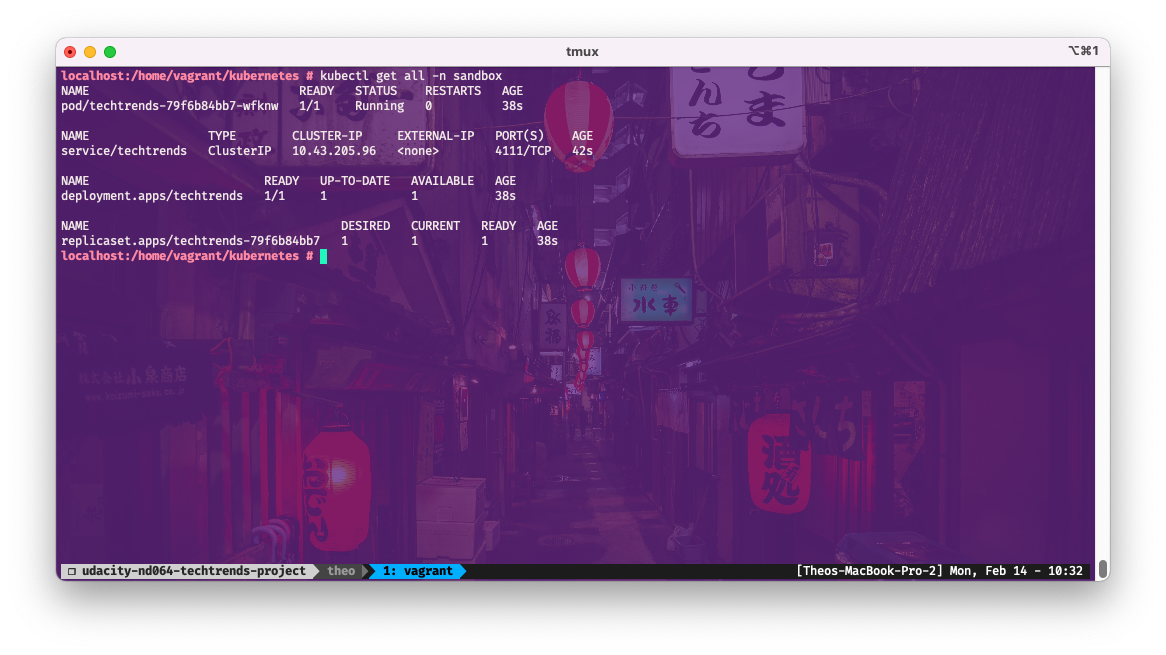 tmux
⌥⌘1
localhost:/home/vagrant/kubernetes # kubectl get all -n sandbox
NAME                              READY   STATUS    RESTARTS   AGE
pod/techtrends-79f6b84bb7-wfknw   1/1     Running   0          38s
NAME                 TYPE        CLUSTER-IP     EXTERNAL-IP   PORT(S)    AGE
service/techtrends   ClusterIP   10.43.205.96   <none>        4111/TCP   42s
NAME                         READY   UP-TO-DATE   AVAILABLE   AGE
deployment.apps/techtrends   1/1     1            1           38s
NAME                                    DESIRED   CURRENT   READY   AGE
replicaset.apps/techtrends-79f6b84bb7   1         1         1       38s
localhost:/home/vagrant/kubernetes #
水車
酒処
udacity-nd064-techtrends-project theo 1: vagrant [Theos-MacBook-Pro-2] Mon, Feb 14 - 10:32